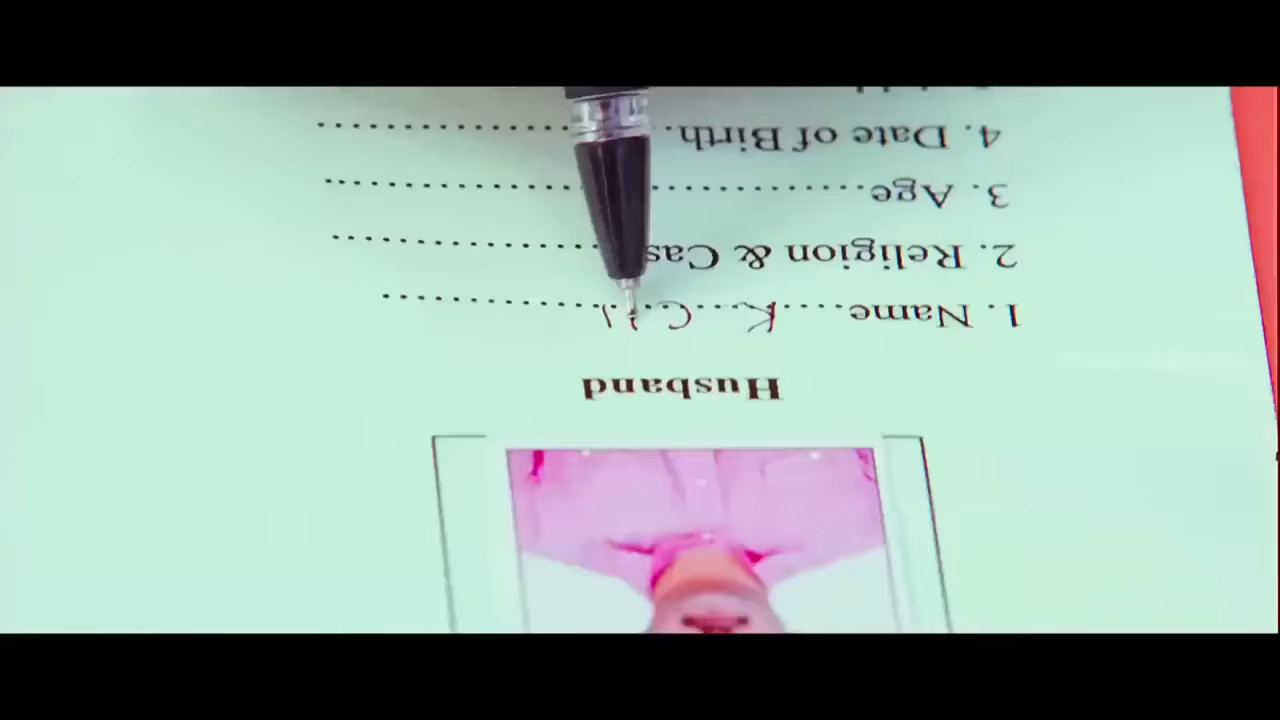 Husband
1. Name.....K. C.
2. Religion & Cas
3. Age
4. Date of Birth